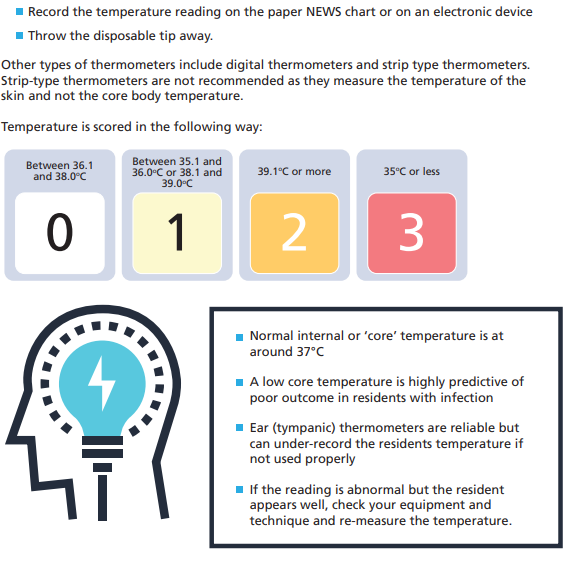 Record the temperature reading on the paper NEWS chart or on an electronic device
Throw the disposable tip away.
Other types of thermometers include digital thermometers and strip type thermometers.
Strip-type thermometers are not recommended as they measure the temperature of the
skin and not the core body temperature.
Temperature is scored in the following way:
Between 36.1
and 38.0ºC
0
Between 35.1 and
36.0ºC or 38.1 and
39.0ºC
1
39.1ºC or more
2
35ºC or less
3
Normal internal or ‘core’ temperature is at
around 37°C
A low core temperature is highly predictive of
poor outcome in residents with infection
Ear (tympanic) thermometers are reliable but
can under-record the residents temperature if
not used properly
If the reading is abnormal but the resident
appears well, check your equipment and
technique and re-measure the temperature.